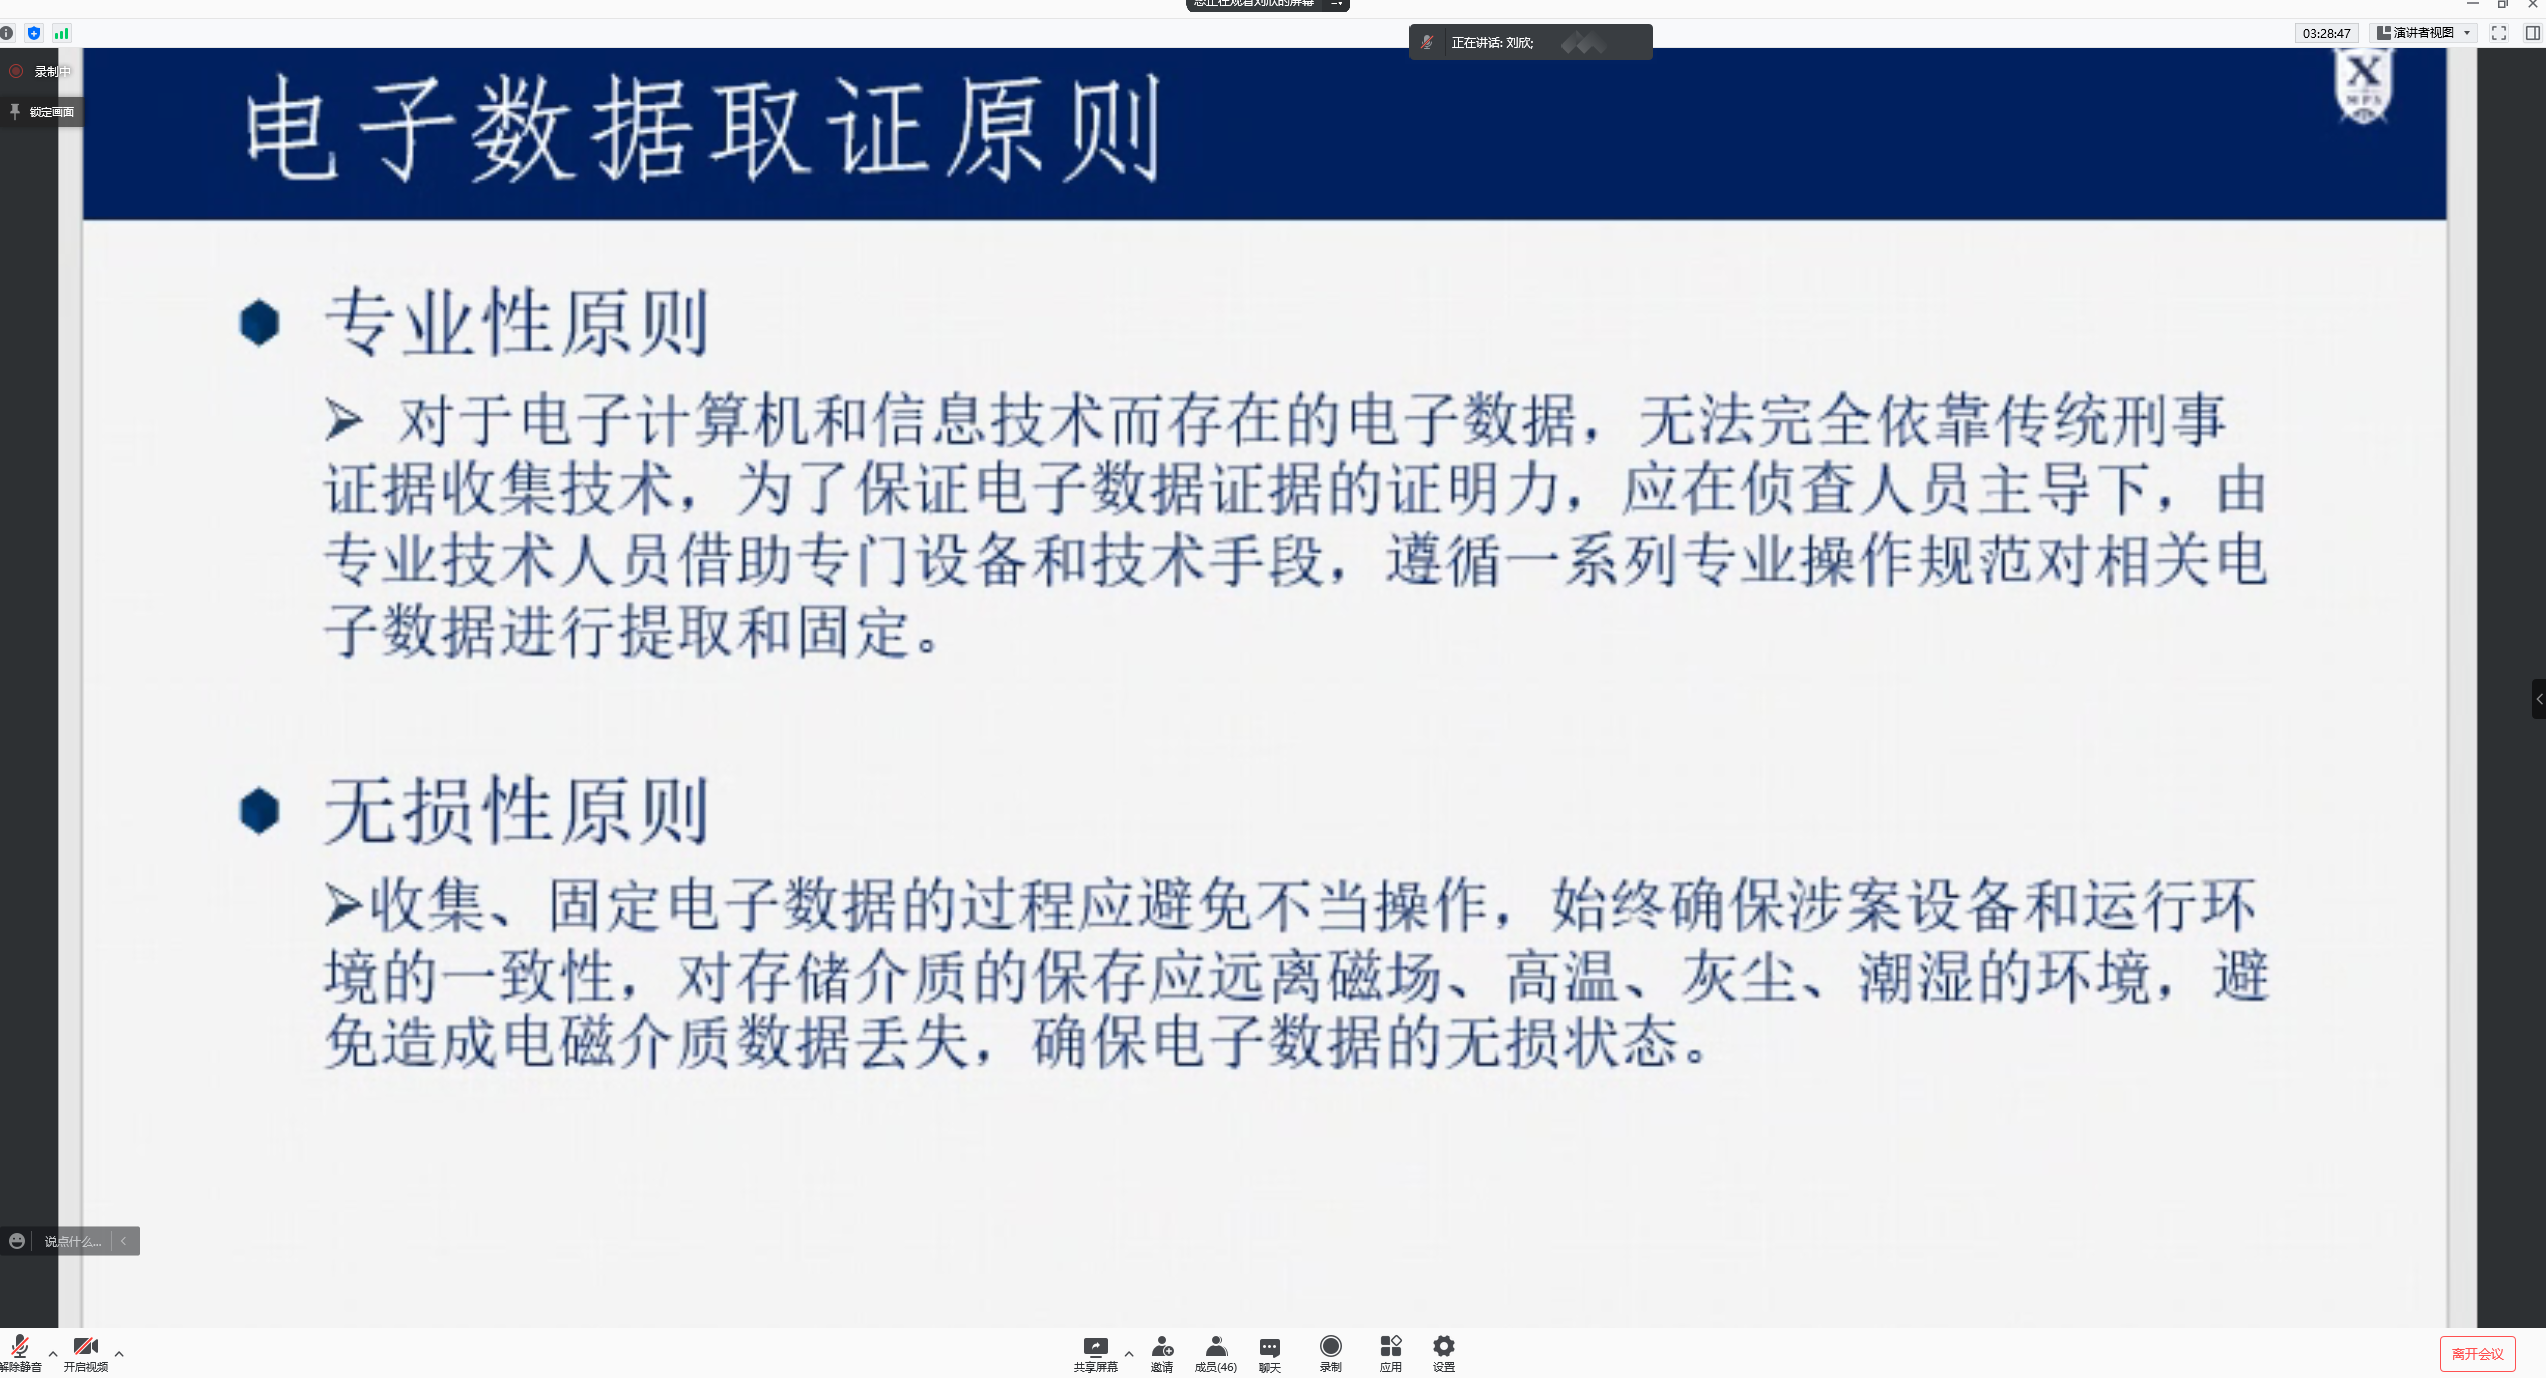 您正在观看刘欣的屏幕
正在讲话: 刘欣;
03:28:47
演讲者视图
录制中
锁定画面
电子数据取证原则
X
MPS
专业性原则
对于电子计算机和信息技术而存在的电子数据，无法完全依靠传统刑事
证据收集技术，为了保证电子数据证据的证明力，应在侦查人员主导下，由
专业技术人员借助专门设备和技术手段，遵循一系列专业操作规范对相关电
子数据进行提取和固定。
无损性原则
收集、固定电子数据的过程应避免不当操作，始终确保涉案设备和运行环
境的一致性，对存储介质的保存应远离磁场、高温、灰尘、潮湿的环境，避
免造成电磁介质数据丢失，确保电子数据的无损状态。
说点什么...
解除静音
开启视频
共享屏幕
邀请
成员(46)
聊天
录制
应用
设置
离开会议